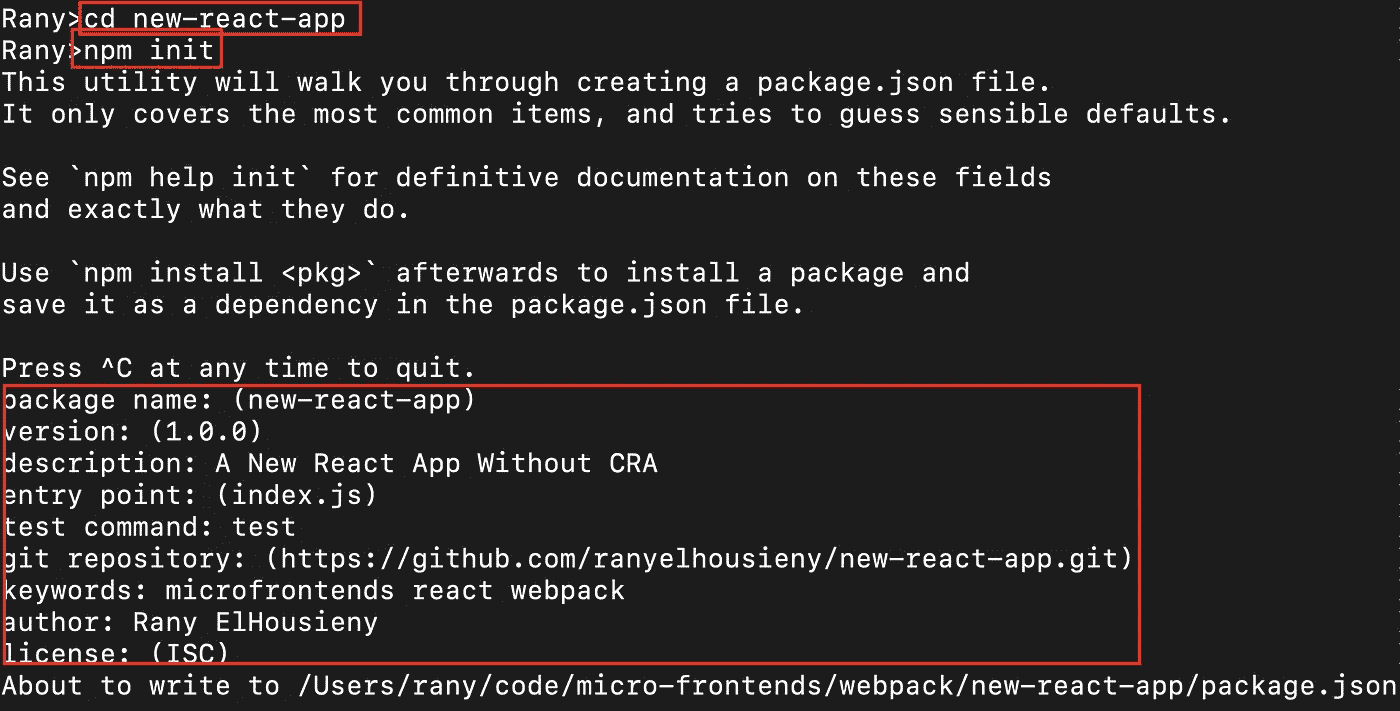 Rany>cd new-react-app
Rany>npm init
This utility will walk you through creating a package.json file.
It only covers the most common items, and tries to guess sensible defaults.
See `npm help init` for definitive documentation on these fields
and exactly what they do.
Use `npm install <pkg>` afterwards to install a package and
save it as a dependency in the package.json file.
Press ^C at any time to quit.
package name: (new-react-app)
version: (1.0.0)
description: A New React App Without CRA
entry point: (index.js)
test command: test
git repository: (https://github.com/ranyelhousieny/new-react-app.git)
keywords: microfrontends react webpack
author: Rany ElHousieny
license: (ISC)
About to write to /Users/rany/code/micro-frontends/webpack/new-react-app/package.json